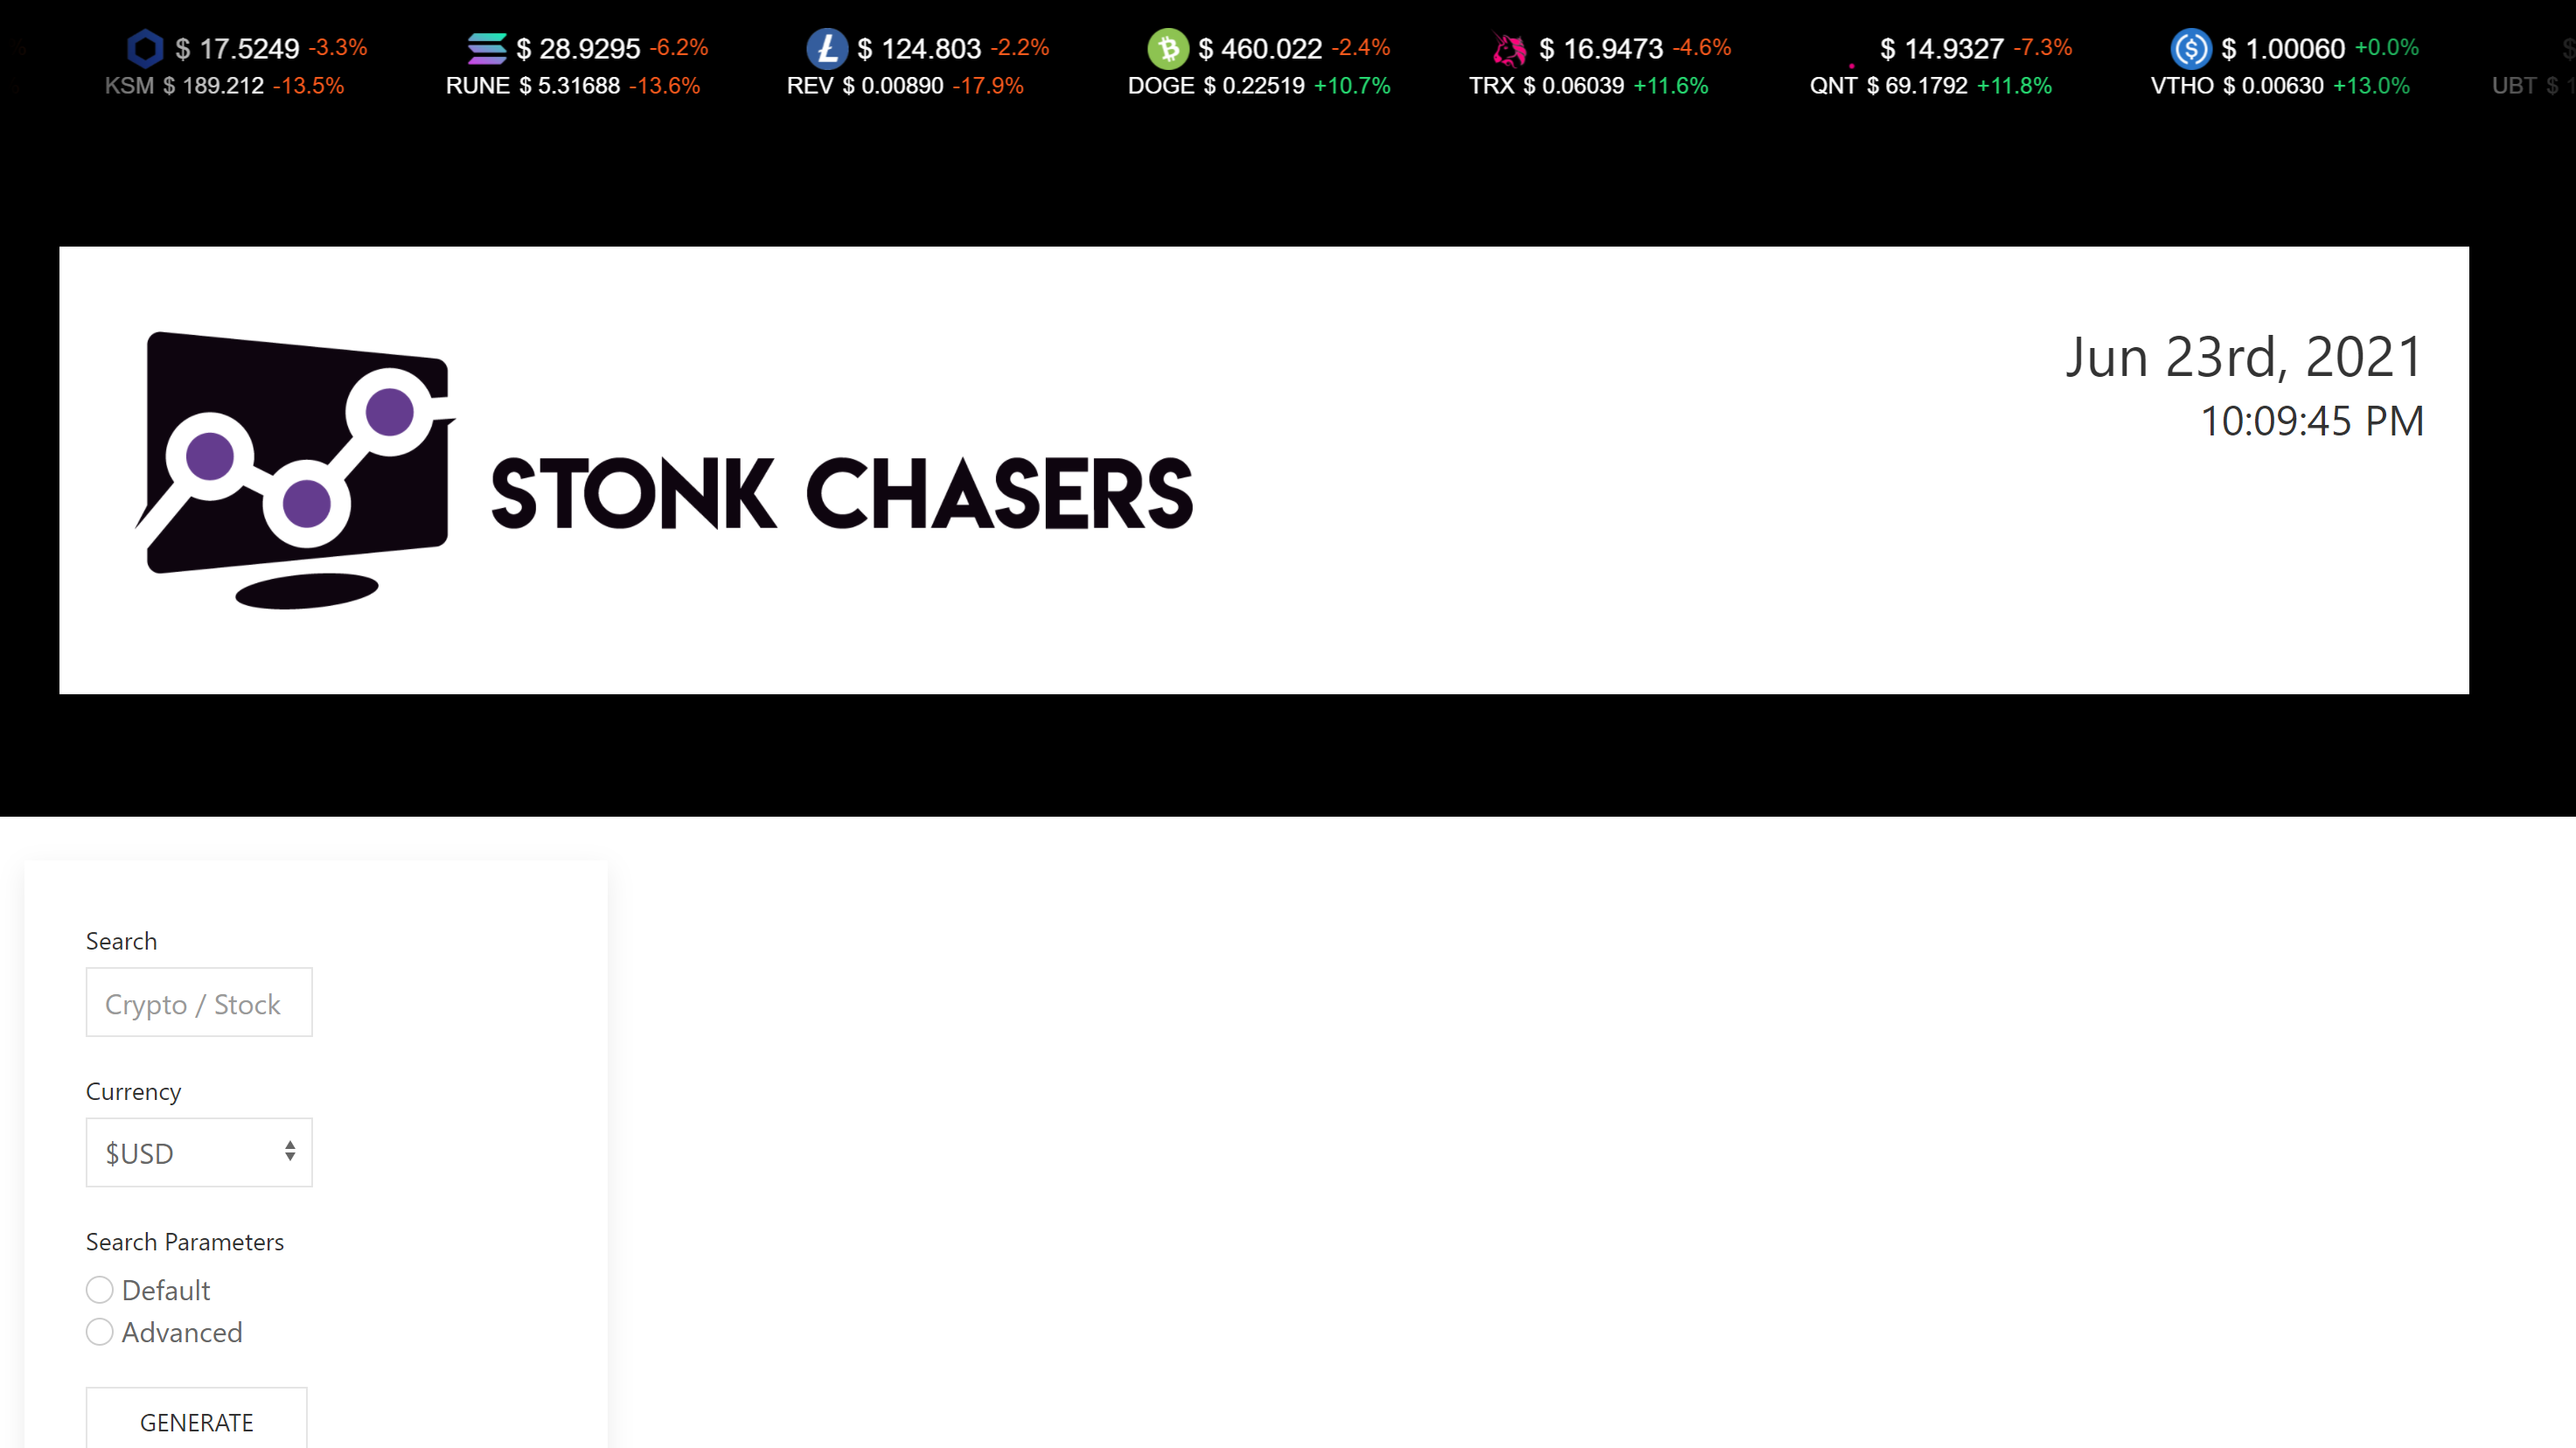 $ 17.5249 -3.3% $ 28.9295 -6.2% $ 124.803 -2.2% $ 460.022 -2.4% $ 16.9473 -4.6% $ 14.9327 -7.3% $ 1.00060 +0.0%
KSM $ 189.212 -13.5% RUNE $ 5.31688 -13.6% REV $ 0.00890 -17.9% DOGE $ 0.22519 +10.7% TRX $ 0.06039 +11.6% QNT $ 69.1792 +11.8% VTHO $ 0.00630 +13.0% UBT $
Jun 23rd, 2021
10:09:45 PM
STONK CHASERS
Search
Crypto / Stock
Currency
$USD
Search Parameters
Default
Advanced
GENERATE